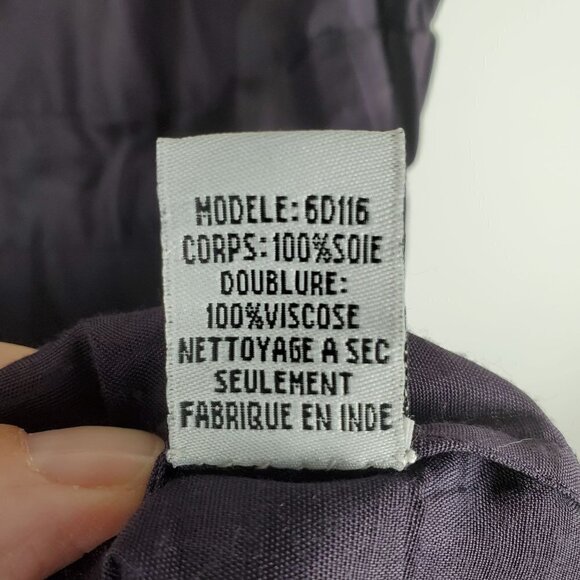 MODELE: 6D116
CORPS: 100%SOIE
DOUBLURE:
100%VISCOSE
NETTOYAGE A SEC
SEULEMENT
FABRIQUE EN INDE